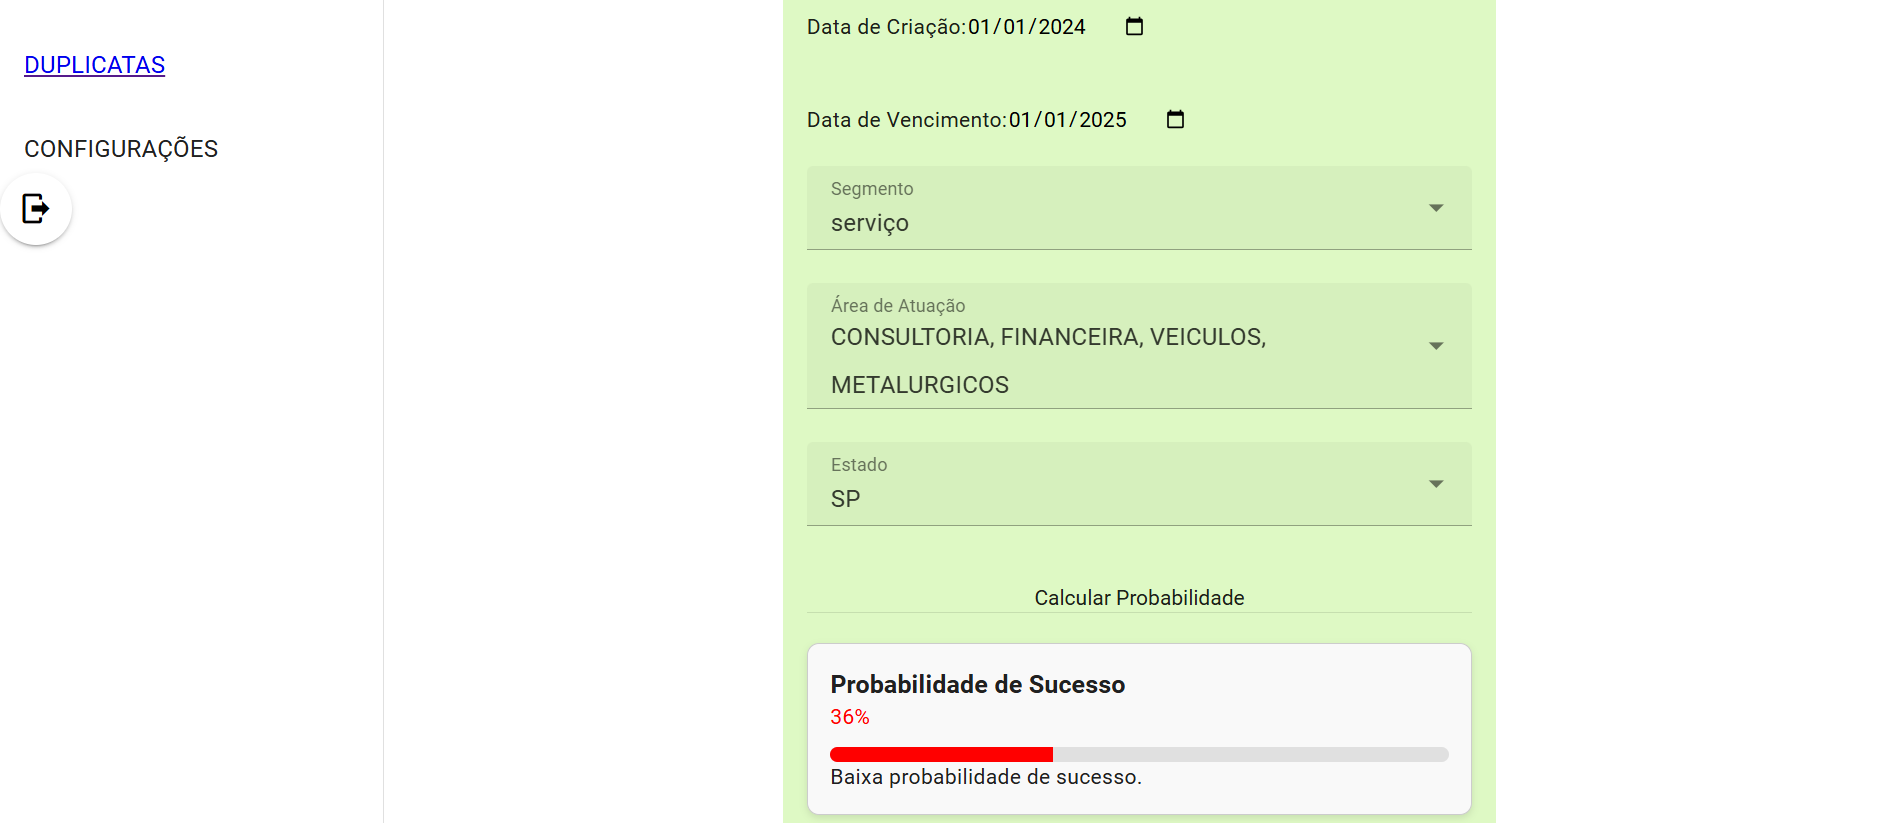 DUPLICATAS
CONFIGURAÇÕES
Data de Criação:01/01/2024
Data de Vencimento:01/01/2025
Segmento
serviço
Área de Atuação
CONSULTORIA, FINANCEIRA, VEICULOS,
METALURGICOS
Estado
SP
Calcular Probabilidade
Probabilidade de Sucesso
36%
Baixa probabilidade de sucesso.